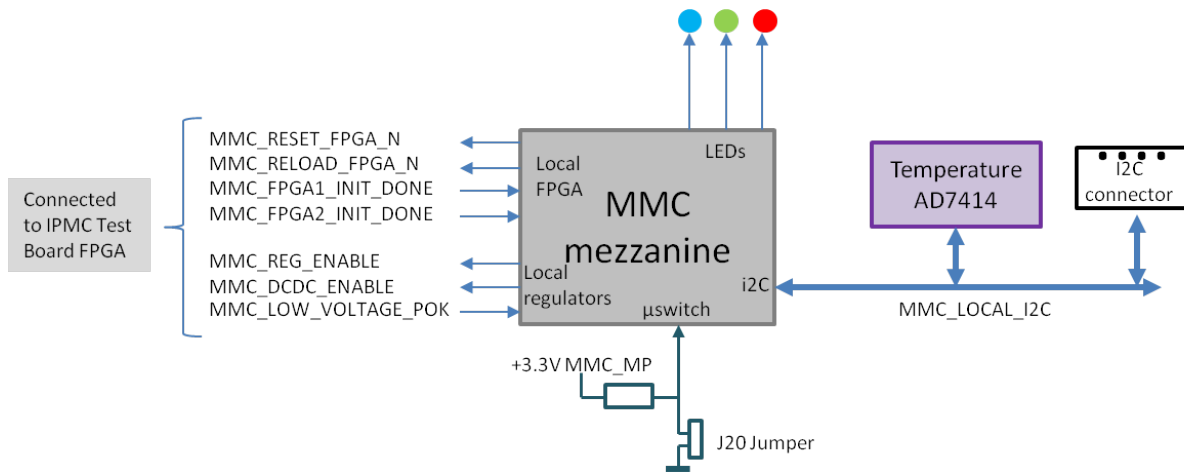 LEDs
MMC_RESET_FPGA_N
MMC_RELOAD_FPGA_N
MMC_FPGA1_INIT_DONE
MMC_FPGA2_INIT_DONE
MMC_REG_ENABLE
MMC_DCDC_ENABLE
MMC_LOW_VOLTAGE_POK
Connected
to IPMC Test
Board FPGA
Local
FPGA
MMC
mezzanine
Local
regulators
i2C
µswitch
Temperature
AD7414
I2C
connector
MMC_LOCAL_I2C
+3.3V MMC_MP
J20 Jumper